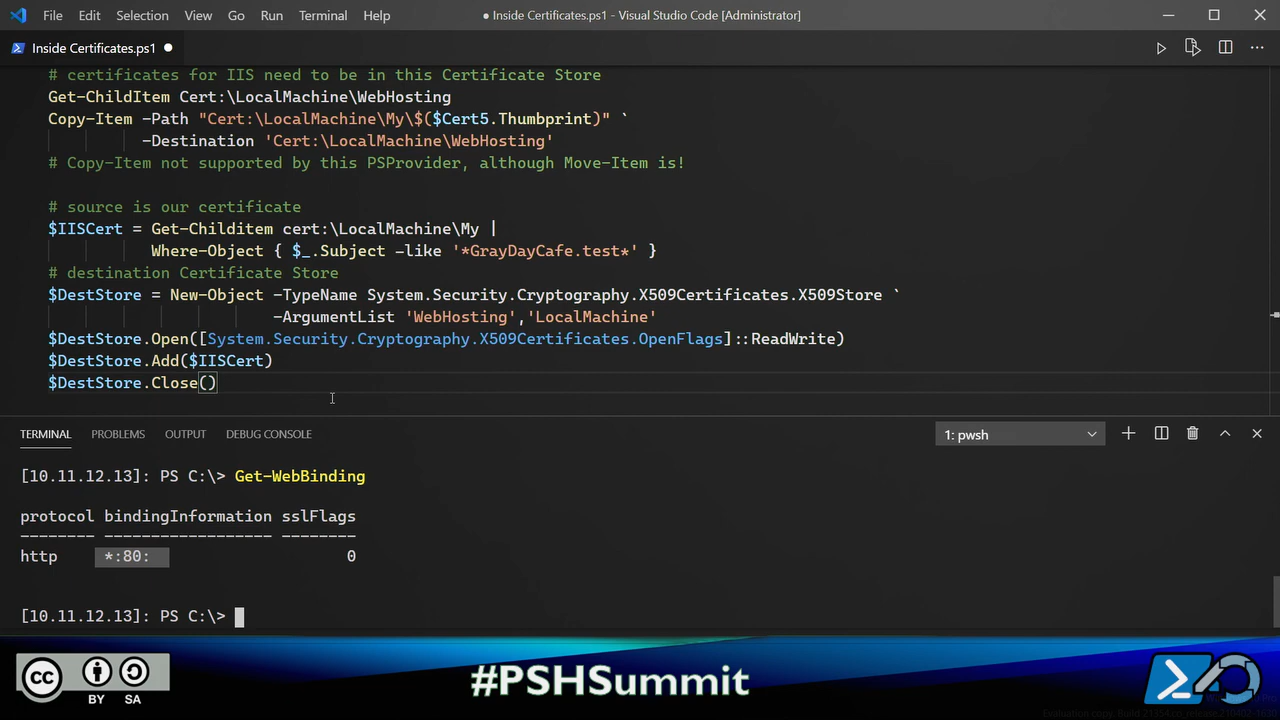 File Edit Selection View Go Run Terminal Help
● Inside Certificates.ps1 - Visual Studio Code [Administrator]
Inside Certificates.ps1 ●
# certificates for IIS need to be in this Certificate Store
Get-ChildItem Cert:\LocalMachine\WebHosting
Copy-Item -Path "Cert:\LocalMachine\My\$($Cert5.Thumbprint)" `
-Destination 'Cert:\LocalMachine\WebHosting'
# Copy-Item not supported by this PSProvider, although Move-Item is!
# source is our certificate
$IISCert = Get-Childitem cert:\LocalMachine\My |
Where-Object { $_.Subject -like '*GrayDayCafe.test*' }
# destination Certificate Store
$DestStore = New-Object -TypeName System.Security.Cryptography.X509Certificates.X509Store `
-ArgumentList 'WebHosting','LocalMachine'
$DestStore.Open([System.Security.Cryptography.X509Certificates.OpenFlags]::ReadWrite)
$DestStore.Add($IISCert)
$DestStore.Close()
TERMINAL PROBLEMS OUTPUT DEBUG CONSOLE
1: pwsh
[10.11.12.13]: PS C:\> Get-WebBinding
protocol bindingInformation sslFlags
-------- ------------------ --------
http *:80: 0
[10.11.12.13]: PS C:\>
cc
BY SA
#PSHSummit